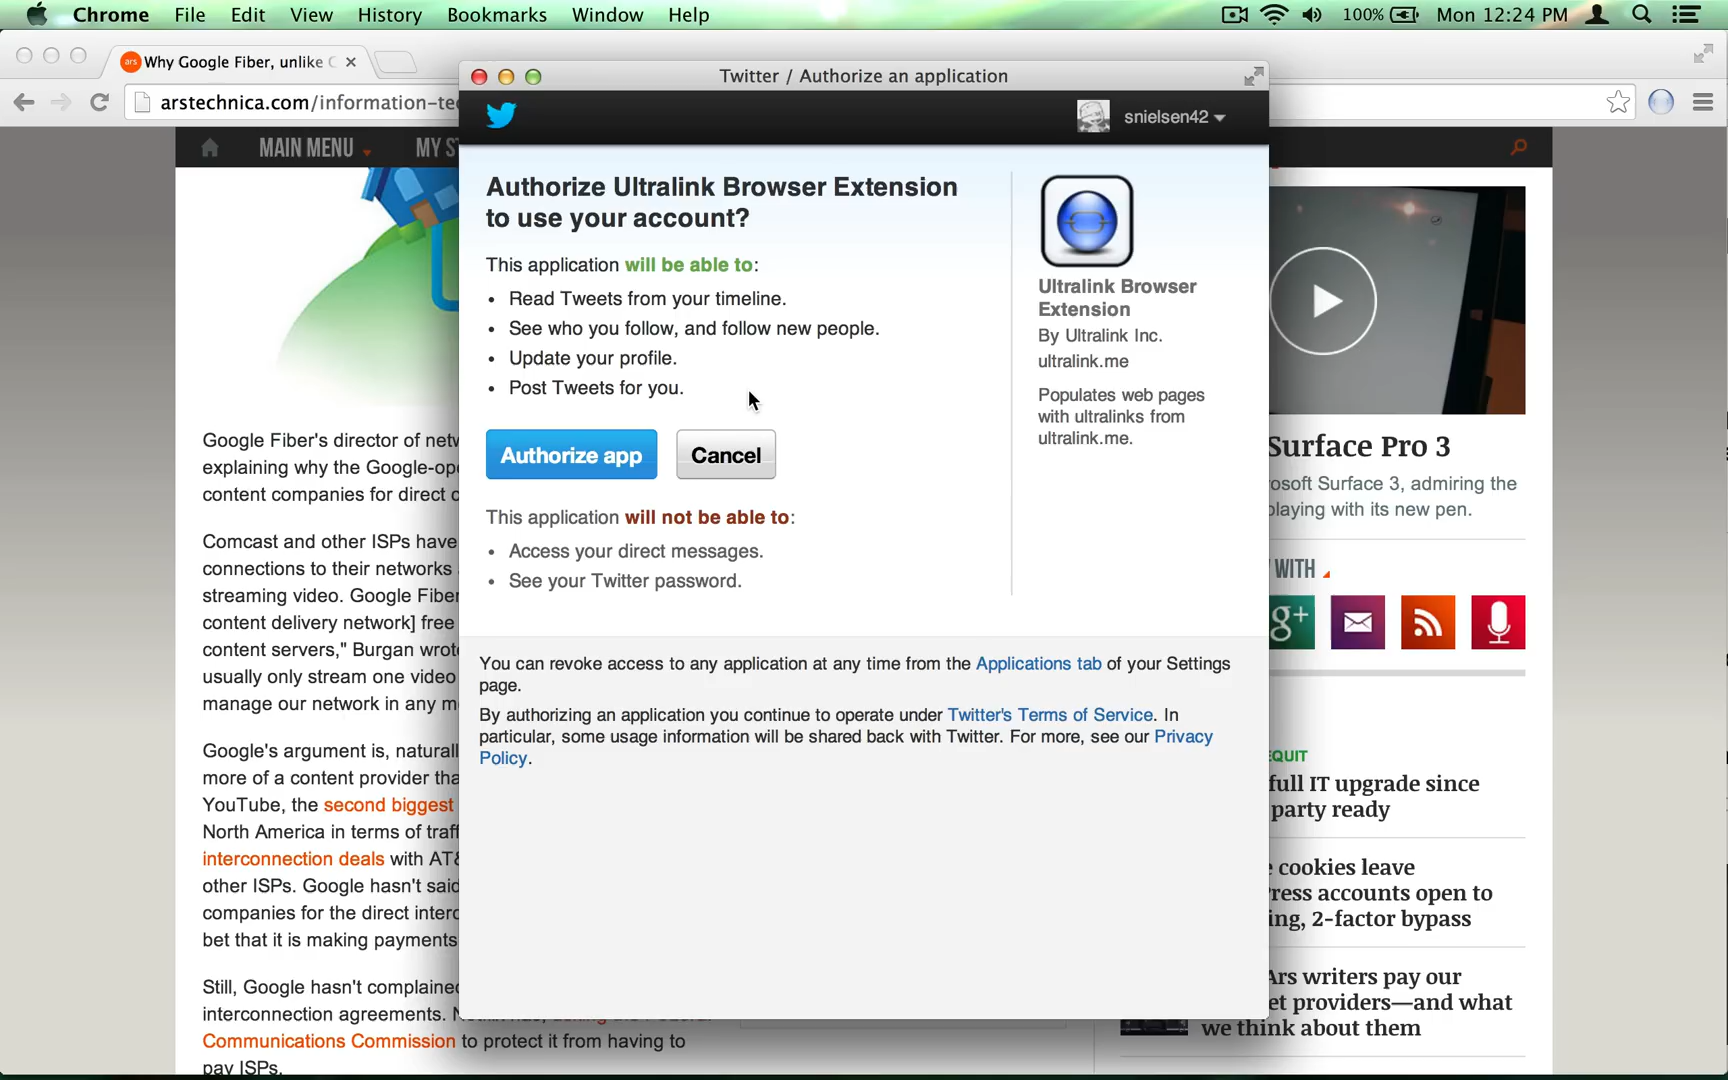 Chrome File Edit View History Bookmarks Window Help 100% Mon 12:24 PM
ars Why Google Fiber, unlike
Twitter / Authorize an application
arstechnica.com/information-te
snielsen42
MAIN MENU MY S
Authorize Ultralink Browser Extension
to use your account?
This application will be able to:
• Read Tweets from your timeline.
• See who you follow, and follow new people.
• Update your profile.
• Post Tweets for you.
Authorize app Cancel
This application will not be able to:
• Access your direct messages.
• See your Twitter password.
Ultralink Browser
Extension
By Ultralink Inc.
ultralink.me
Populates web pages
with ultralinks from
ultralink.me.
You can revoke access to any application at any time from the Applications tab of your Settings
page.
By authorizing an application you continue to operate under Twitter's Terms of Service. In
particular, some usage information will be shared back with Twitter. For more, see our Privacy
Policy.
Google Fiber's director of netw
explaining why the Google-ope
content companies for direct c
Comcast and other ISPs have
connections to their networks
streaming video. Google Fiber
content delivery network] free
content servers," Burgan wrote
usually only stream one video
manage our network in any m
Google's argument is, naturall
more of a content provider tha
YouTube, the second biggest
North America in terms of traff
interconnection deals with AT&
other ISPs. Google hasn't said
companies for the direct interc
bet that it is making payments
Still, Google hasn't complained
interconnection agreements.
Communications Commission to protect it from having to
pay ISPs.
Surface Pro 3
rosoft Surface 3, admiring the
playing with its new pen.
WITH
g+
EQUIT
full IT upgrade since
party ready
e cookies leave
Press accounts open to
ing, 2-factor bypass
Ars writers pay our
et providers—and what
we think about them